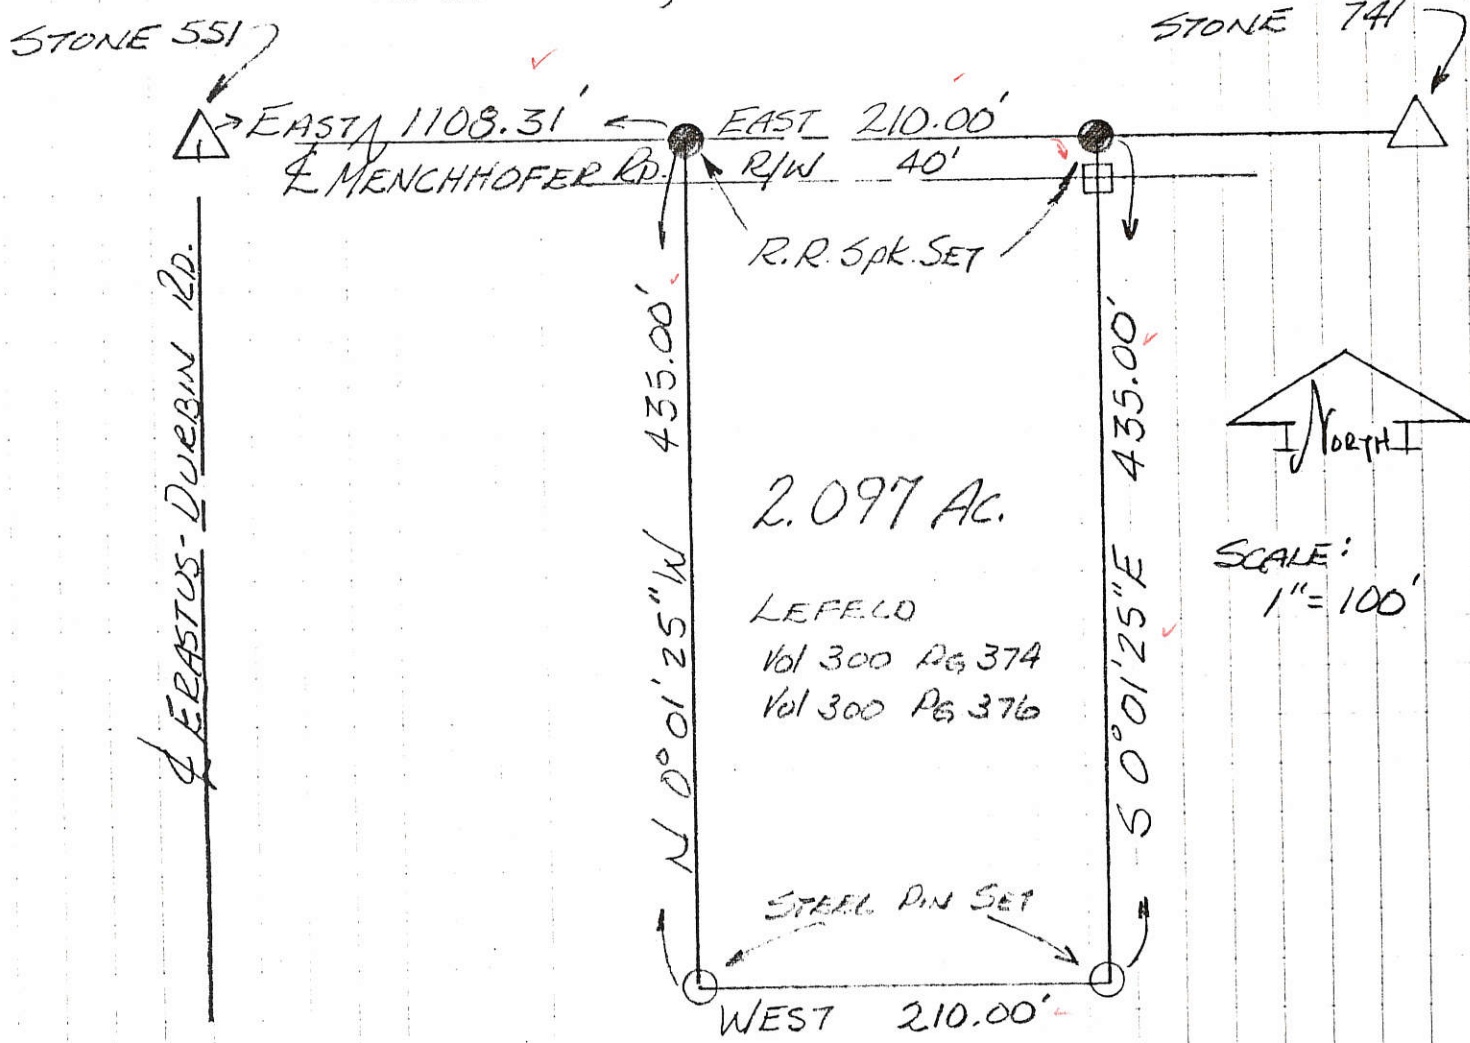 STONE 551
STONE 741
EAST 1108.31'
EAST 210.00'
℄ MENCHHOFER RD.
R/W 40'
R.R. SPK. SET
℄ ERASTUS-DURBIN RD.
435.00'
N 0°01'25"W
435.00'
S 0°01'25"E
NORTH
2.097 AC.
SCALE:
1"=100'
LEFELD
Vol 300 PG 374
Vol 300 PG 376
STEEL PIN SET
WEST 210.00'